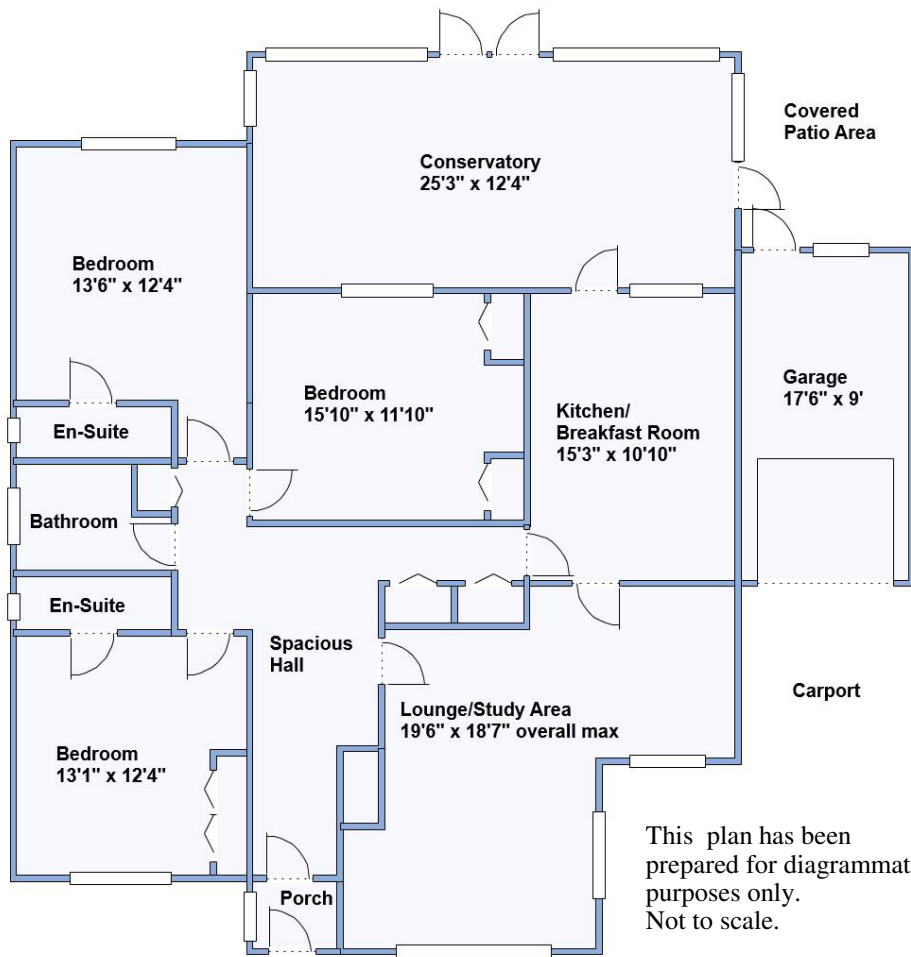 Covered
Patio Area
Conservatory
25'3" x 12'4"
Bedroom
13'6" x 12'4"
Bedroom
15'10" x 11'10"
Garage
17'6" x 9'
Kitchen/
Breakfast Room
15'3" x 10'10"
En-Suite
Bathroom
En-Suite
Spacious
Hall
Carport
Lounge/Study Area
19'6" x 18'7" overall max
Bedroom
13'1" x 12'4"
Porch
This plan has been
prepared for diagrammat
purposes only.
Not to scale.